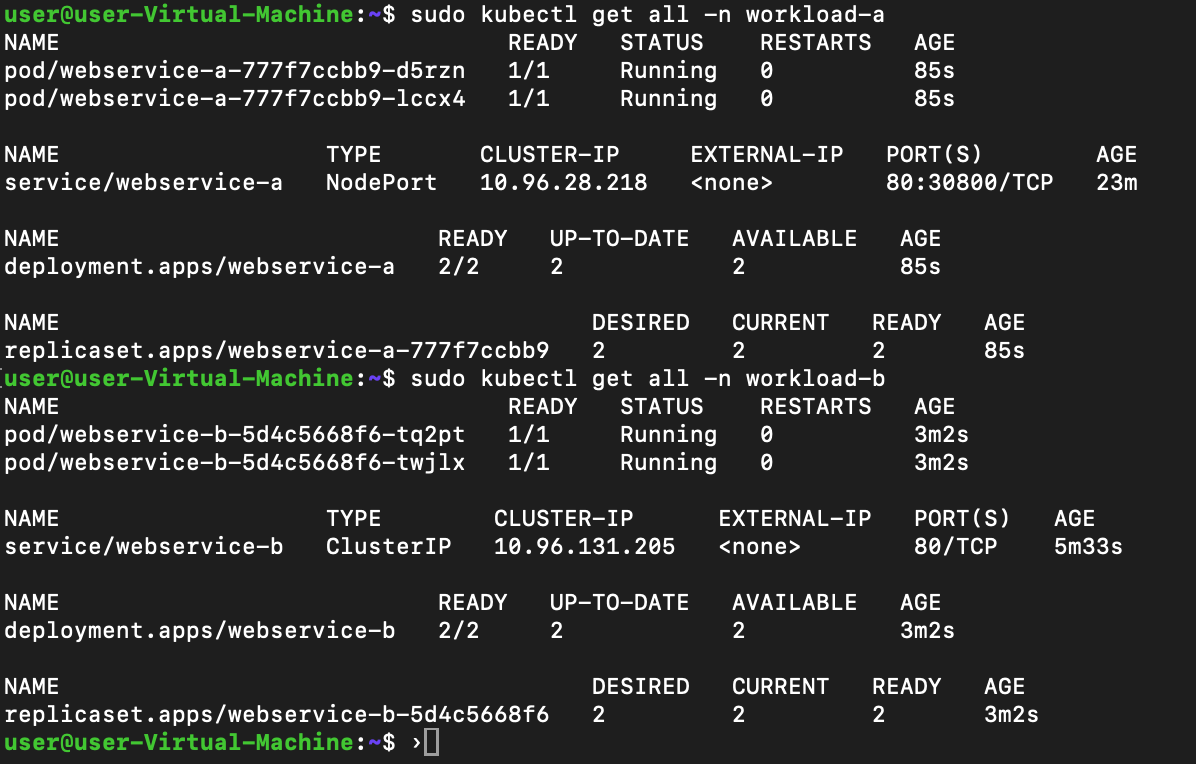 user@user-Virtual-Machine:~$ sudo kubectl get all -n workload-a
NAME                                READY   STATUS    RESTARTS   AGE
pod/webservice-a-777f7ccbb9-d5rzn   1/1     Running   0          85s
pod/webservice-a-777f7ccbb9-lccx4   1/1     Running   0          85s

NAME                   TYPE       CLUSTER-IP     EXTERNAL-IP   PORT(S)        AGE
service/webservice-a   NodePort   10.96.28.218   <none>        80:30800/TCP   23m

NAME                           READY   UP-TO-DATE   AVAILABLE   AGE
deployment.apps/webservice-a   2/2     2            2           85s

NAME                                      DESIRED   CURRENT   READY   AGE
replicaset.apps/webservice-a-777f7ccbb9   2         2         2       85s
user@user-Virtual-Machine:~$ sudo kubectl get all -n workload-b
NAME                                READY   STATUS    RESTARTS   AGE
pod/webservice-b-5d4c5668f6-tq2pt   1/1     Running   0          3m2s
pod/webservice-b-5d4c5668f6-twjlx   1/1     Running   0          3m2s

NAME                   TYPE        CLUSTER-IP      EXTERNAL-IP   PORT(S)   AGE
service/webservice-b   ClusterIP   10.96.131.205   <none>        80/TCP    5m33s

NAME                           READY   UP-TO-DATE   AVAILABLE   AGE
deployment.apps/webservice-b   2/2     2            2           3m2s

NAME                                      DESIRED   CURRENT   READY   AGE
replicaset.apps/webservice-b-5d4c5668f6   2         2         2       3m2s
user@user-Virtual-Machine:~$ ›